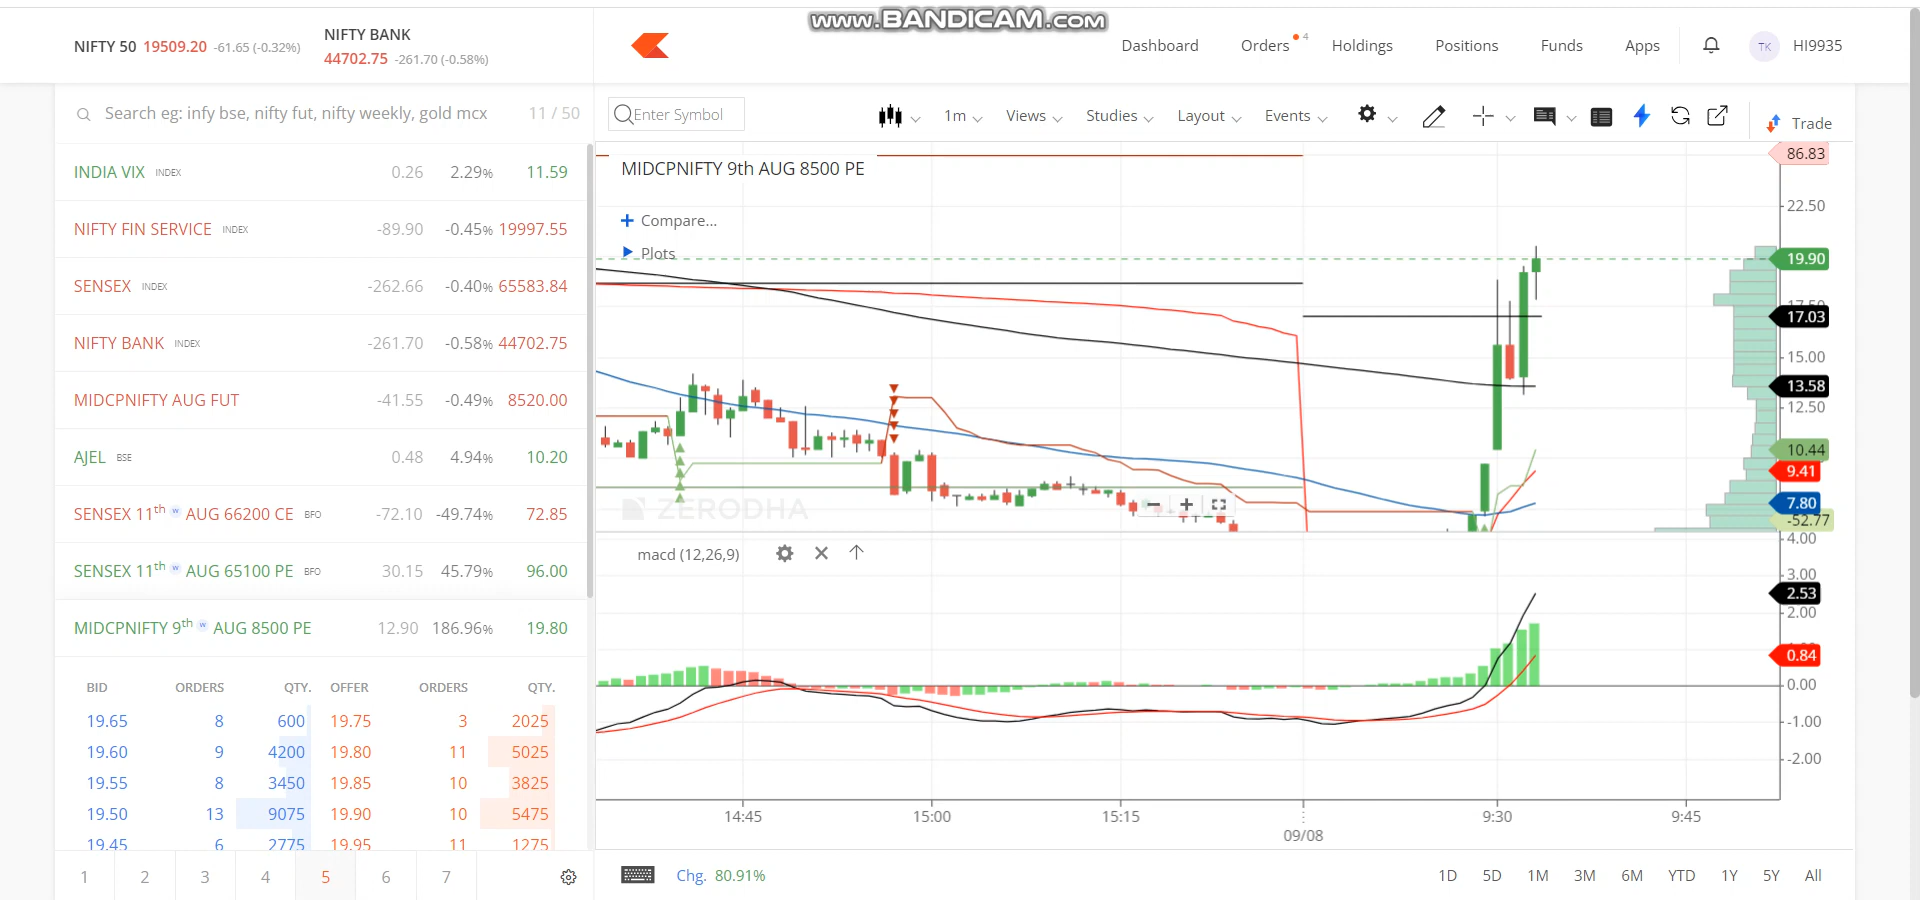 www.BANDICAM.com
NIFTY 50 19509.20 -61.65 (-0.32%)
NIFTY BANK
44702.75 -261.70 (-0.58%)
Dashboard Orders 4 Holdings Positions Funds Apps TK HI9935
Search eg: infy bse, nifty fut, nifty weekly, gold mcx 11 / 50
INDIA VIX INDEX 0.26 2.29% 11.59
NIFTY FIN SERVICE INDEX -89.90 -0.45% 19997.55
SENSEX INDEX -262.66 -0.40% 65583.84
NIFTY BANK INDEX -261.70 -0.58% 44702.75
MIDCPNIFTY AUG FUT -41.55 -0.49% 8520.00
AJEL BSE 0.48 4.94% 10.20
SENSEX 11th w AUG 66200 CE BFO -72.10 -49.74% 72.85
SENSEX 11th w AUG 65100 PE BFO 30.15 45.79% 96.00
MIDCPNIFTY 9th w AUG 8500 PE 12.90 186.96% 19.80
BID ORDERS QTY. OFFER ORDERS QTY.
19.65 8 600 19.75 3 2025
19.60 9 4200 19.80 11 5025
19.55 8 3450 19.85 10 3825
19.50 13 9075 19.90 10 5475
19.45 6 2775 19.95 11 1275
1 2 3 4 5 6 7
Enter Symbol 1m Views Studies Layout Events Trade
MIDCPNIFTY 9th AUG 8500 PE
Compare...
Plots
ZERODHA
86.83
22.50
19.90
17.50
17.03
15.00
13.58
12.50
10.44
9.41
7.80
-52.77
macd (12,26,9)
4.00
3.00
2.53
2.00
0.84
0.00
-1.00
-2.00
14:45 15:00 15:15 9:30 9:45
09/08
Chg. 80.91% 1D 5D 1M 3M 6M YTD 1Y 5Y All